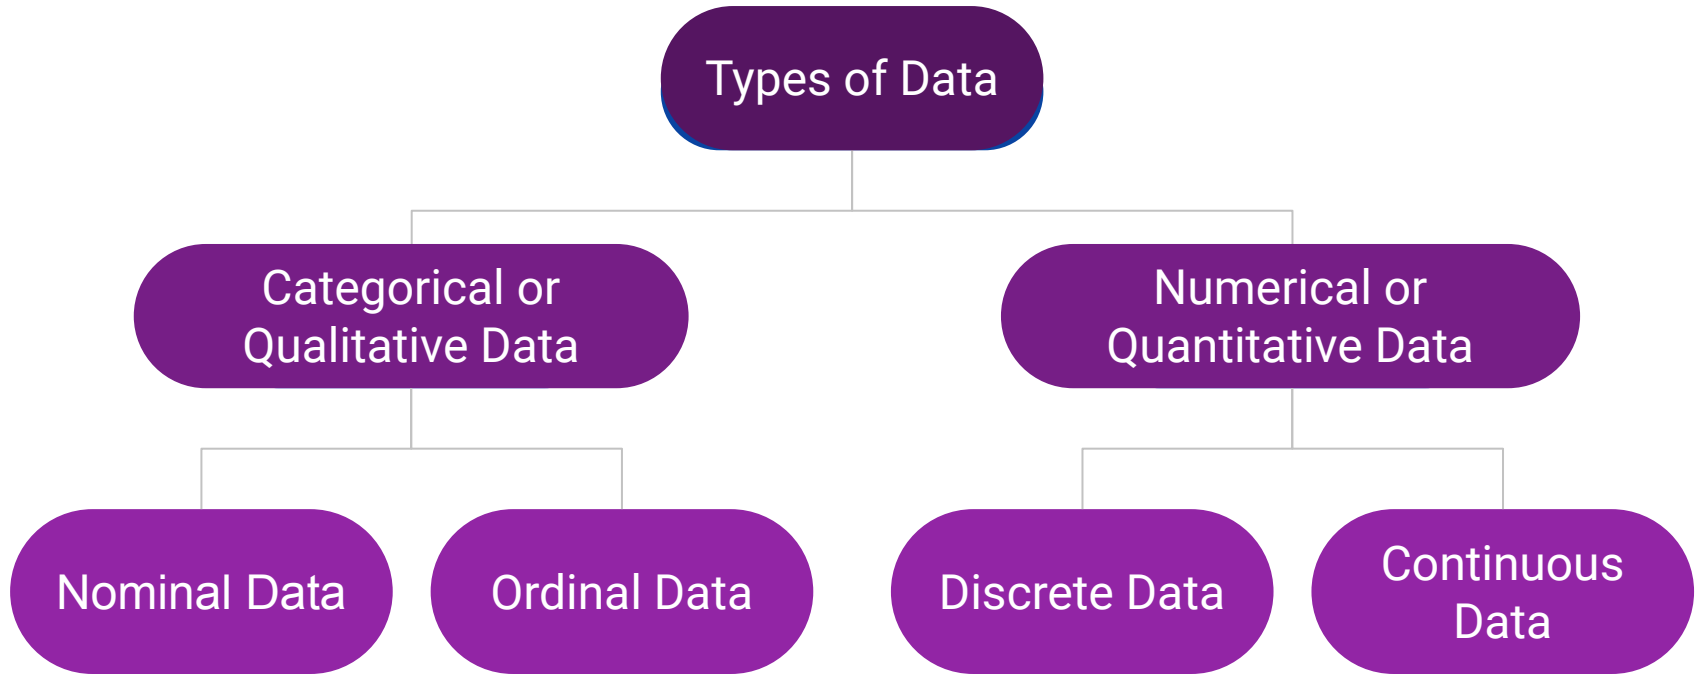 Types of Data
Categorical or
Qualitative Data
Numerical or
Quantitative Data
Nominal Data
Ordinal Data
Discrete Data
Continuous
Data